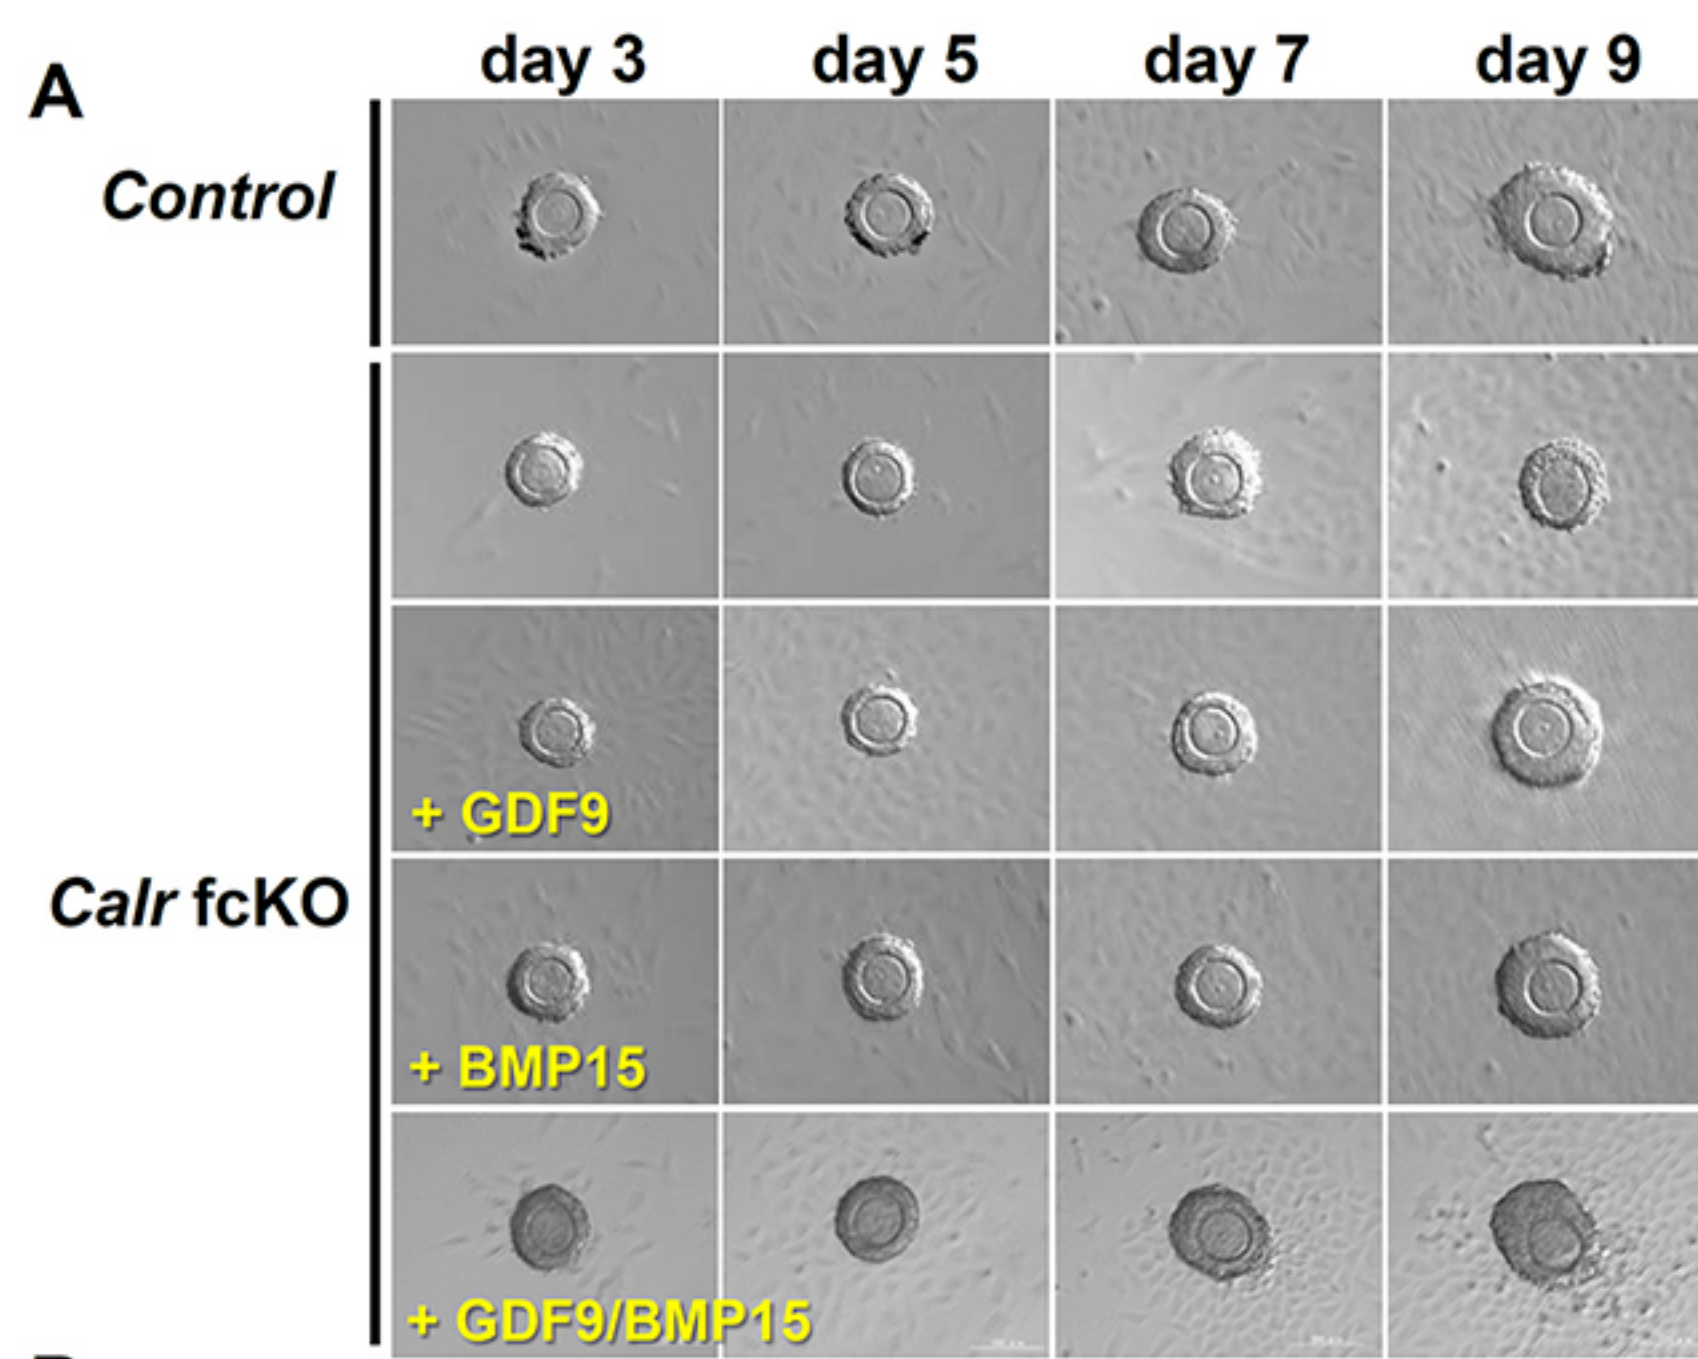 A
day 3 day 5 day 7 day 9
Control
+ GDF9
Calr fcKO
+ BMP15
+ GDF9/BMP15